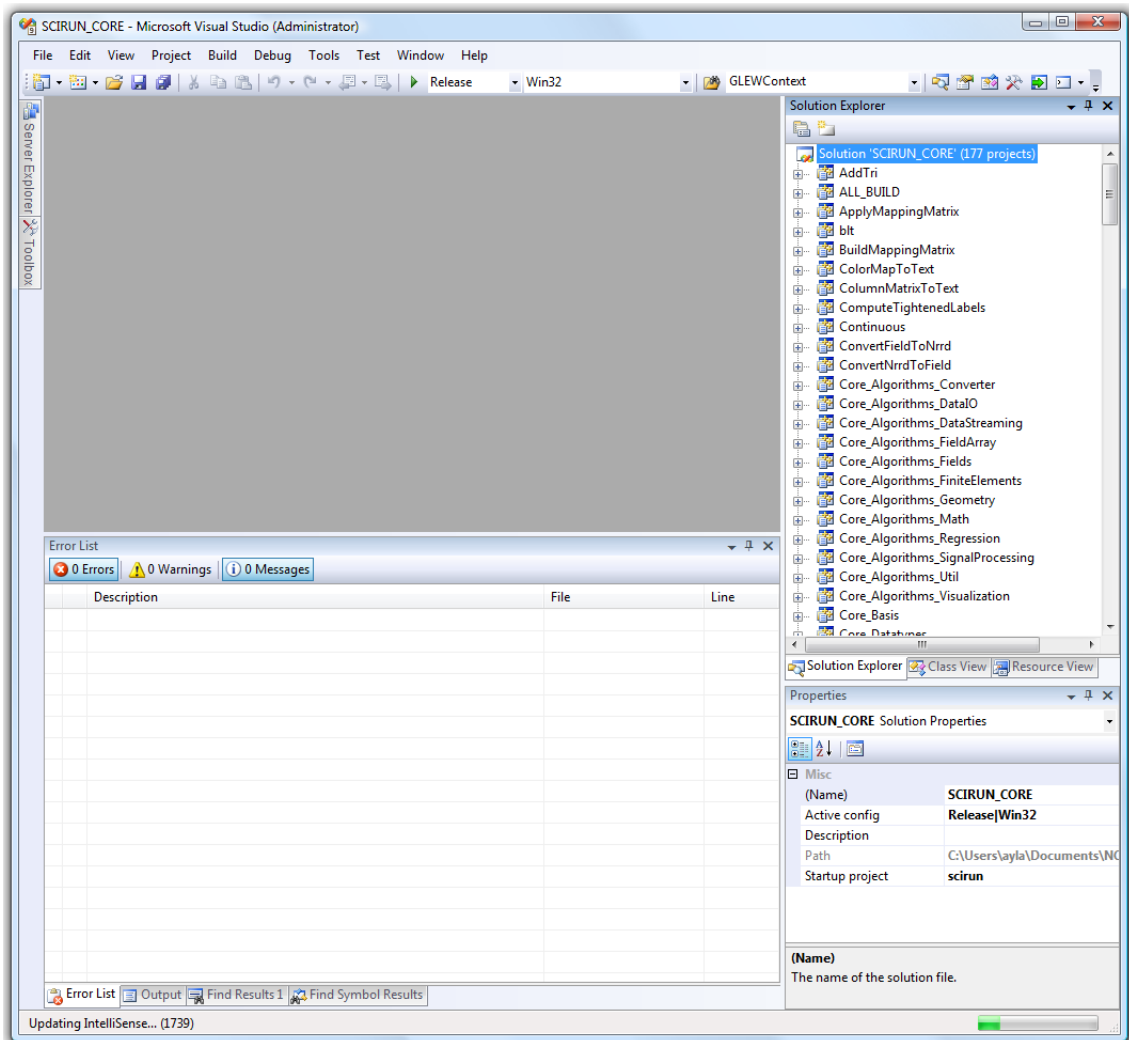 SCIRUN_CORE - Microsoft Visual Studio (Administrator)
File Edit View Project Build Debug Tools Test Window Help
Release Win32 GLEWContext
Server Explorer
Toolbox
Solution Explorer
Solution 'SCIRUN_CORE' (177 projects)
AddTri
ALL_BUILD
ApplyMappingMatrix
blt
BuildMappingMatrix
ColorMapToText
ColumnMatrixToText
ComputeTightenedLabels
Continuous
ConvertFieldToNrrd
ConvertNrrdToField
Core_Algorithms_Converter
Core_Algorithms_DataIO
Core_Algorithms_DataStreaming
Core_Algorithms_FieldArray
Core_Algorithms_Fields
Core_Algorithms_FiniteElements
Core_Algorithms_Geometry
Core_Algorithms_Math
Core_Algorithms_Regression
Core_Algorithms_SignalProcessing
Core_Algorithms_Util
Core_Algorithms_Visualization
Core_Basis
Core_Datatypes
Solution Explorer Class View Resource View
Error List
0 Errors 0 Warnings 0 Messages
Description File Line
Properties
SCIRUN_CORE Solution Properties
Misc
(Name) SCIRUN_CORE
Active config Release|Win32
Description
Path C:\Users\ayla\Documents\NC
Startup project scirun
(Name)
The name of the solution file.
Error List Output Find Results 1 Find Symbol Results
Updating IntelliSense... (1739)